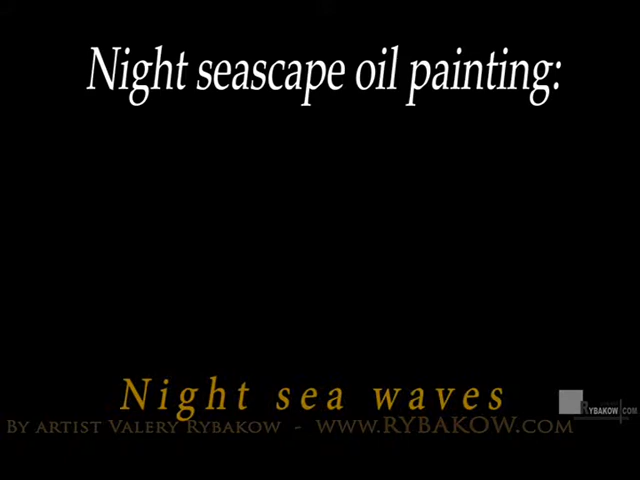 Night seascape oil painting:
Night sea waves
RYBAKOW.COM
BY ARTIST VALERY RYBAKOW - WWW.RYBAKOW.COM